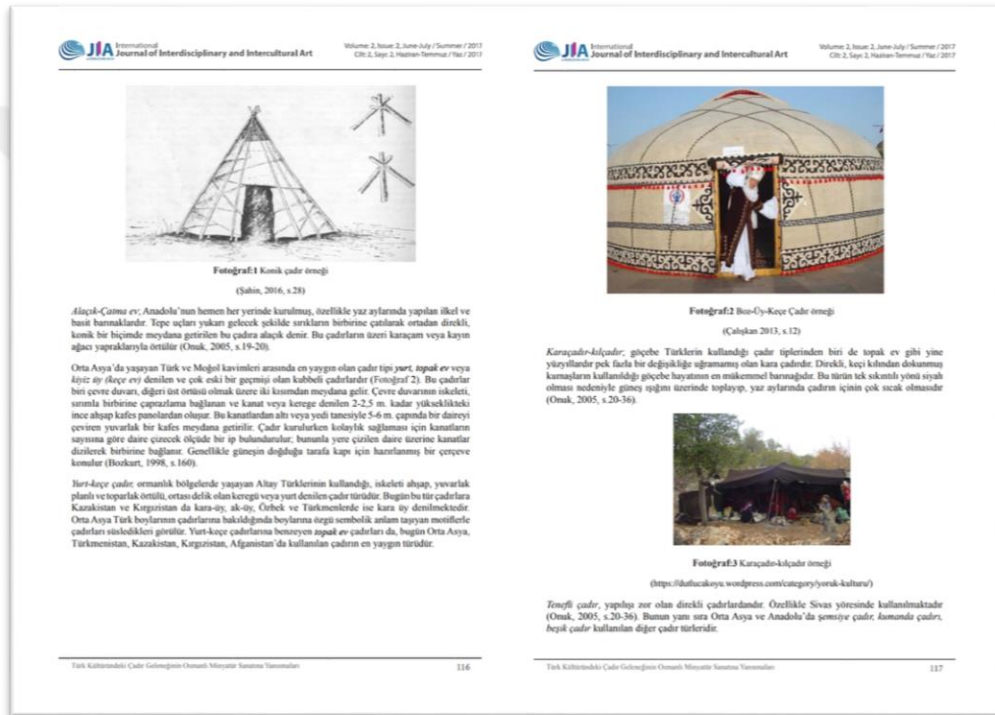 JIIA International
Journal of Interdisciplinary and Intercultural Art
Volume: 2, Issue: 2, June-July / Summer / 2017
Cilt: 2, Sayı: 2, Haziran-Temmuz / Yaz / 2017
Fotoğraf:1 Konik çadır örneği
(Şahin, 2016, s.28)
Alaçık-Çatma ev; Anadolu'nun hemen her yerinde kurulmuş, özellikle yaz aylarında yapılan ilkel ve
basit barınaklardır. Tepe uçları yukarı gelecek şekilde sırıkların birbirine çatılarak ortadan direkli,
konik bir biçimde meydana getirilen bu çadıra alaçık denir. Bu çadırların üzeri karaçam veya kayın
ağacı yapraklarıyla örtülür (Onuk, 2005, s.19-20).
Orta Asya'da yaşayan Türk ve Moğol kavimleri arasında en yaygın olan çadır tipi yurt, topak ev veya
kiyiz üy (keçe ev) denilen ve çok eski bir geçmişi olan kubbeli çadırlardır (Fotoğraf 2). Bu çadırlar
biri çevre duvarı, diğeri üst örtüsü olmak üzere iki kısımdan meydana gelir. Çevre duvarının iskeleti,
sırımla birbirine çaprazlama bağlanan ve kanat veya kerege denilen 2-2,5 m. kadar yükseklikteki
ince ahşap kafes panolardan oluşur. Bu kanatlardan altı veya yedi tanesiyle 5-6 m. çapında bir daireyi
çeviren yuvarlak bir kafes meydana getirilir. Çadır kurulurken kolaylık sağlaması için kanatların
sayısına göre daire çizecek ölçüde bir ip bulundurulur, bununla yere çizilen daire üzerine kanatlar
dizilerek birbirine bağlanır. Genellikle güneşin doğduğu tarafa kapı için hazırlanmış bir çerçeve
konulur (Bozkurt, 1998, s.160).
Yurt-keçe çadır, ormanlık bölgelerde yaşayan Altay Türklerinin kullandığı, iskeleti ahşap, yuvarlak
planlı ve toparlak örtülü, ortası delik olan keregü veya yurt denilen çadır türüdür. Bugün bu tür çadırlara
Kazakistan ve Kırgızistan da kara-üy, ak-üy, Özbek ve Türkmenlerde ise kara üy denilmektedir.
Orta Asya Türk boylarının çadırlarına bakıldığında boylarına özgü sembolik anlam taşıyan motiflerle
çadırları süsledikleri görülür. Yurt-keçe çadırlarına benzeyen topak ev çadırları da, bugün Orta Asya,
Türkmenistan, Kazakistan, Kırgızistan, Afganistan'da kullanılan çadırın en yaygın türüdür.
Türk Kültüründeki Çadır Geleneğinin Osmanlı Minyatür Sanatına Yansımaları
116
JIIA International
Journal of Interdisciplinary and Intercultural Art
Volume: 2, Issue: 2, June-July / Summer / 2017
Cilt: 2, Sayı: 2, Haziran-Temmuz / Yaz / 2017
Fotoğraf:2 Boz-Üy-Keçe Çadır örneği
(Çalışkan 2013, s.12)
Karaçadır-kılçadır; göçebe Türklerin kullandığı çadır tiplerinden biri de topak ev gibi yine
yüzyıllardır pek fazla bir değişikliğe uğramamış olan kara çadırdır. Direkli, keçi kılından dokunmuş
kumaşların kullanıldığı göçebe hayatının en mükemmel barınağıdır. Bu türün tek sıkıntılı yönü siyah
olması nedeniyle güneş ışığını üzerinde toplayıp, yaz aylarında çadırın içinin çok sıcak olmasıdır
(Onuk, 2005, s.20-36).
Fotoğraf:3 Karaçadır-kılçadır örneği
(https://dutlucakoyu.wordpress.com/category/yoruk-kulturu/)
Tenefli çadır, yapılışı zor olan direkli çadırlardandır. Özellikle Sivas yöresinde kullanılmaktadır
(Onuk, 2005, s.20-36). Bunun yanı sıra Orta Asya ve Anadolu'da şemsiye çadır, kumanda çadırı,
beşik çadır kullanılan diğer çadır türleridir.
Türk Kültüründeki Çadır Geleneğinin Osmanlı Minyatür Sanatına Yansımaları
117